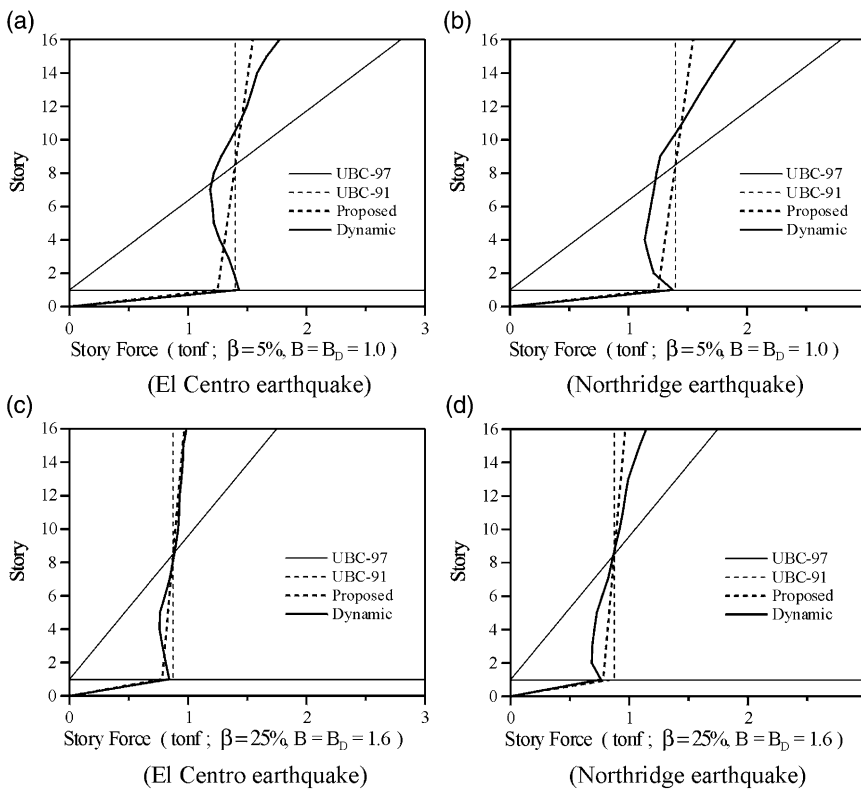 (a)
16
14
12
10
8
6
4
2
0
Story
UBC-97
UBC-91
Proposed
Dynamic
0 1 2 3
Story Force ( tonf ; β=5%, B = B_D = 1.0 )
(El Centro earthquake)
(b)
16
14
12
10
8
6
4
2
0
UBC-97
UBC-91
Proposed
Dynamic
0 1 2
Story Force ( tonf ; β=5%, B = B_D = 1.0 )
(Northridge earthquake)
(c)
16
14
12
10
8
6
4
2
0
Story
UBC-97
UBC-91
Proposed
Dynamic
0 1 2 3
Story Force ( tonf ; β=25%, B = B_D = 1.6 )
(El Centro earthquake)
(d)
16
14
12
10
8
6
4
2
0
UBC-97
UBC-91
Proposed
Dynamic
0 1 2
Story Force ( tonf ; β=25%, B = B_D = 1.6 )
(Northridge earthquake)